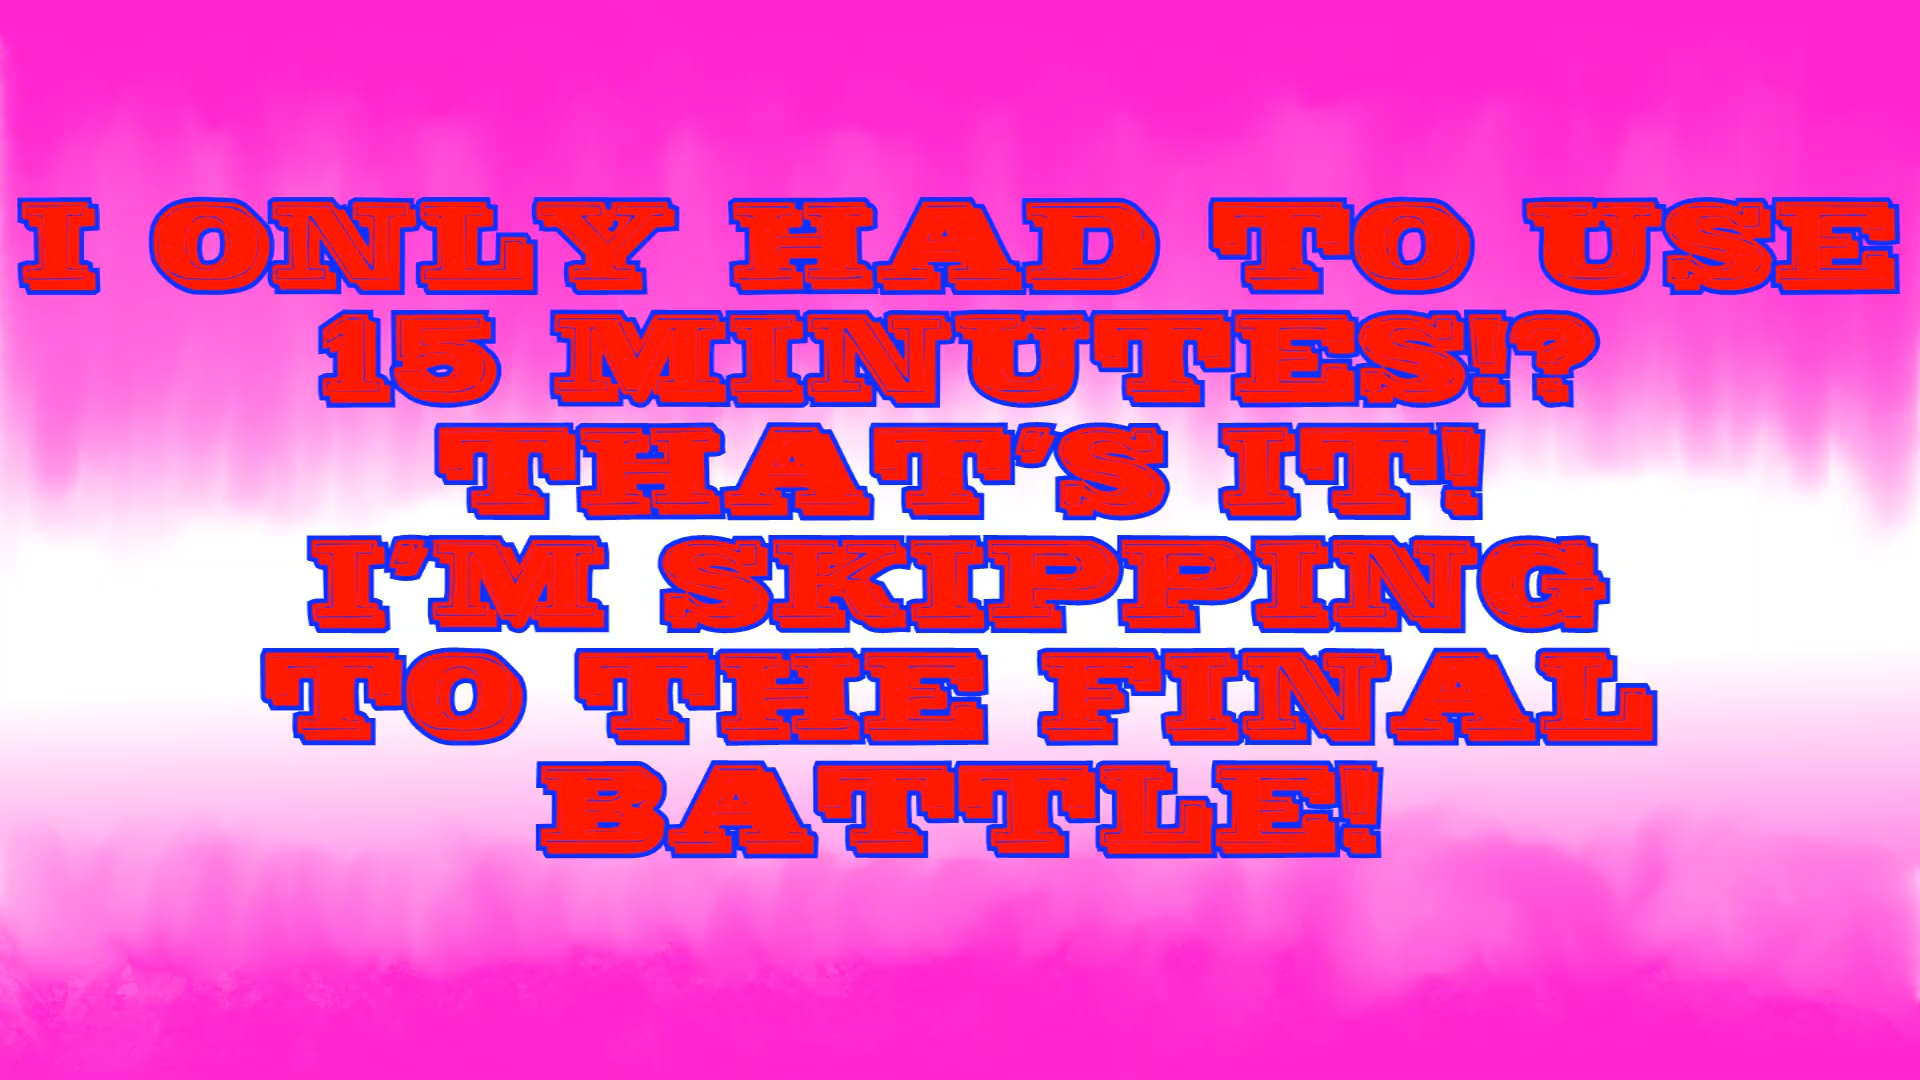 I ONLY HAD TO USE
15 MINUTES!?
THAT'S IT!
I'M SKIPPING
TO THE FINAL
BATTLE!